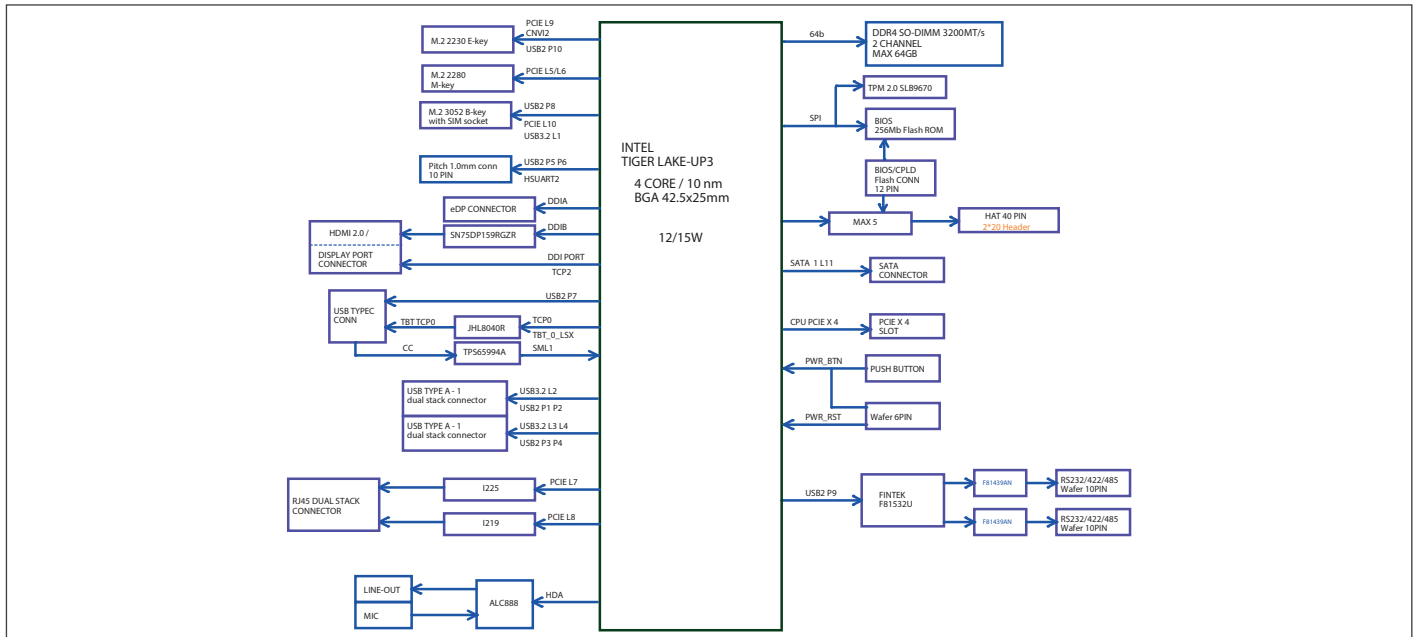 PCIE L9
CNVI2
M.2 2230 E-key
USB2 P10
M.2 2280
M-key
PCIE L5/L6
USB2 P8
M.2 3052 B-key
with SIM socket
PCIE L10
USB3.2 L1
Pitch 1.0mm conn
10 PIN
USB2 P5 P6
HSUART2
eDP CONNECTOR
DDIA
HDMI 2.0 /
DISPLAY PORT
CONNECTOR
SN75DP159RGZR
DDIB
DDI PORT
TCP2
USB TYPEC
CONN
USB2 P7
TBT TCP0
JHL8040R
TCP0
TBT_0_LSX
CC
TPS65994A
SML1
USB TYPE A - 1
dual stack connector
USB3.2 L2
USB2 P1 P2
USB TYPE A - 1
dual stack connector
USB3.2 L3 L4
USB2 P3 P4
RJ45 DUAL STACK
CONNECTOR
I225
PCIE L7
I219
PCIE L8
LINE-OUT
MIC
ALC888
HDA
INTEL
TIGER LAKE-UP3
4 CORE / 10 nm
BGA 42.5x25mm
12/15W
64b
DDR4 SO-DIMM 3200MT/s
2 CHANNEL
MAX 64GB
TPM 2.0 SLB9670
SPI
BIOS
256Mb Flash ROM
BIOS/CPLD
Flash CONN
12 PIN
MAX 5
HAT 40 PIN
2*20 Header
SATA 1 L11
SATA
CONNECTOR
CPU PCIE X 4
PCIE X 4
SLOT
PWR_BTN
PUSH BUTTON
PWR_RST
Wafer 6PIN
USB2 P9
FINTEK
F81532U
F81439AN
RS232/422/485
Wafer 10PIN
F81439AN
RS232/422/485
Wafer 10PIN